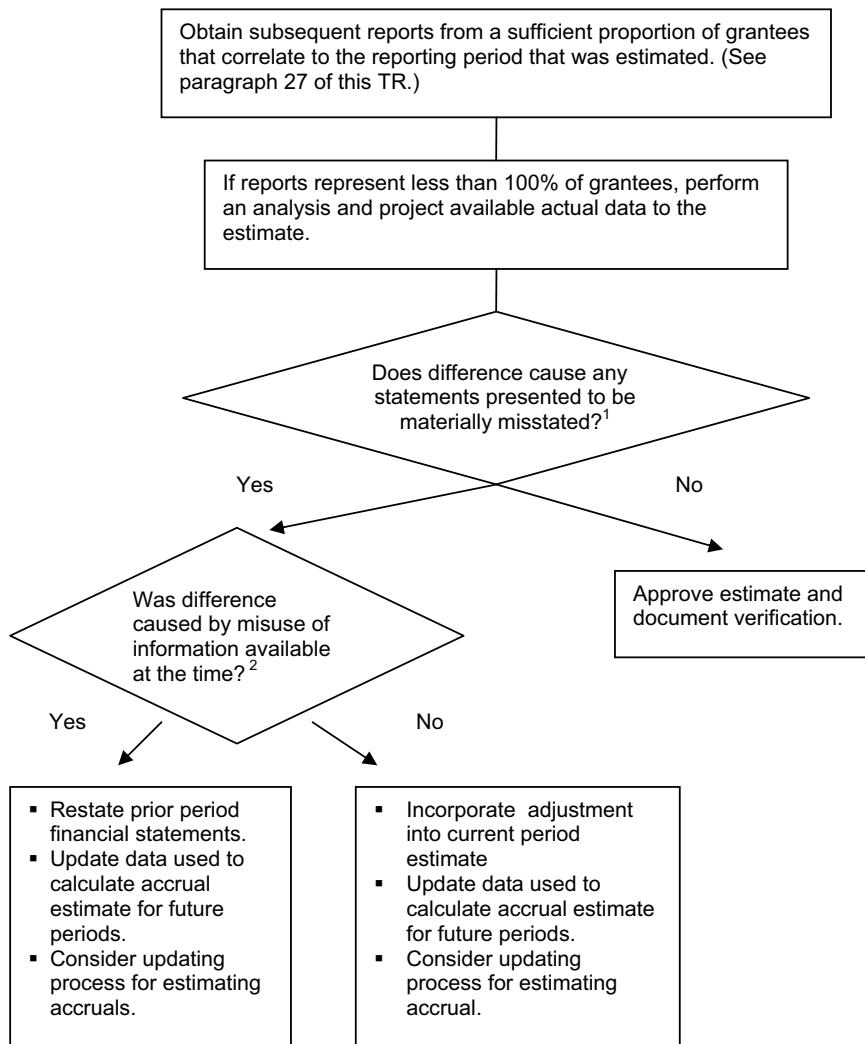 Obtain subsequent reports from a sufficient proportion of grantees
that correlate to the reporting period that was estimated. (See
paragraph 27 of this TR.)
If reports represent less than 100% of grantees, perform
an analysis and project available actual data to the
estimate.
Does difference cause any
statements presented to be
materially misstated?1
Yes
No
Was difference
caused by misuse of
information available
at the time? 2
Approve estimate and
document verification.
Yes
No
▪ Restate prior period
financial statements.
▪ Update data used to
calculate accrual
estimate for future
periods.
▪ Consider updating
process for estimating
accruals.
▪ Incorporate adjustment
into current period
estimate
▪ Update data used to
calculate accrual estimate
for future periods.
▪ Consider updating
process for estimating
accrual.